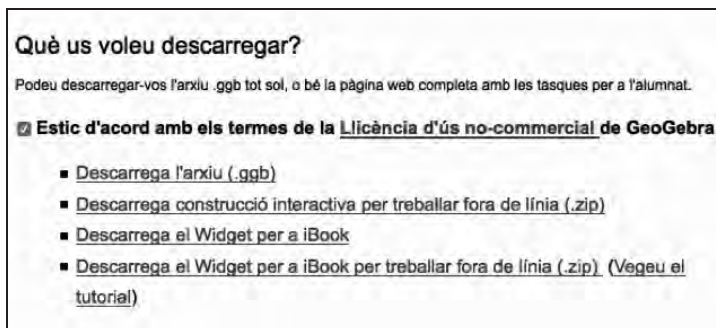 Què us voleu descarregar?
Podeu descarregar-vos l'arxiu .ggb tot sol, o bé la pàgina web completa amb les tasques per a l'alumnat.
Estic d'acord amb els termes de la Llicència d'ús no-commercial de GeoGebra
Descarrega l'arxiu (.ggb)
Descarrega construcció interactiva per treballar fora de línia (.zip)
Descarrega el Widget per a iBook
Descarrega el Widget per a iBook per treballar fora de línia (.zip) (Vegeu el
tutorial)